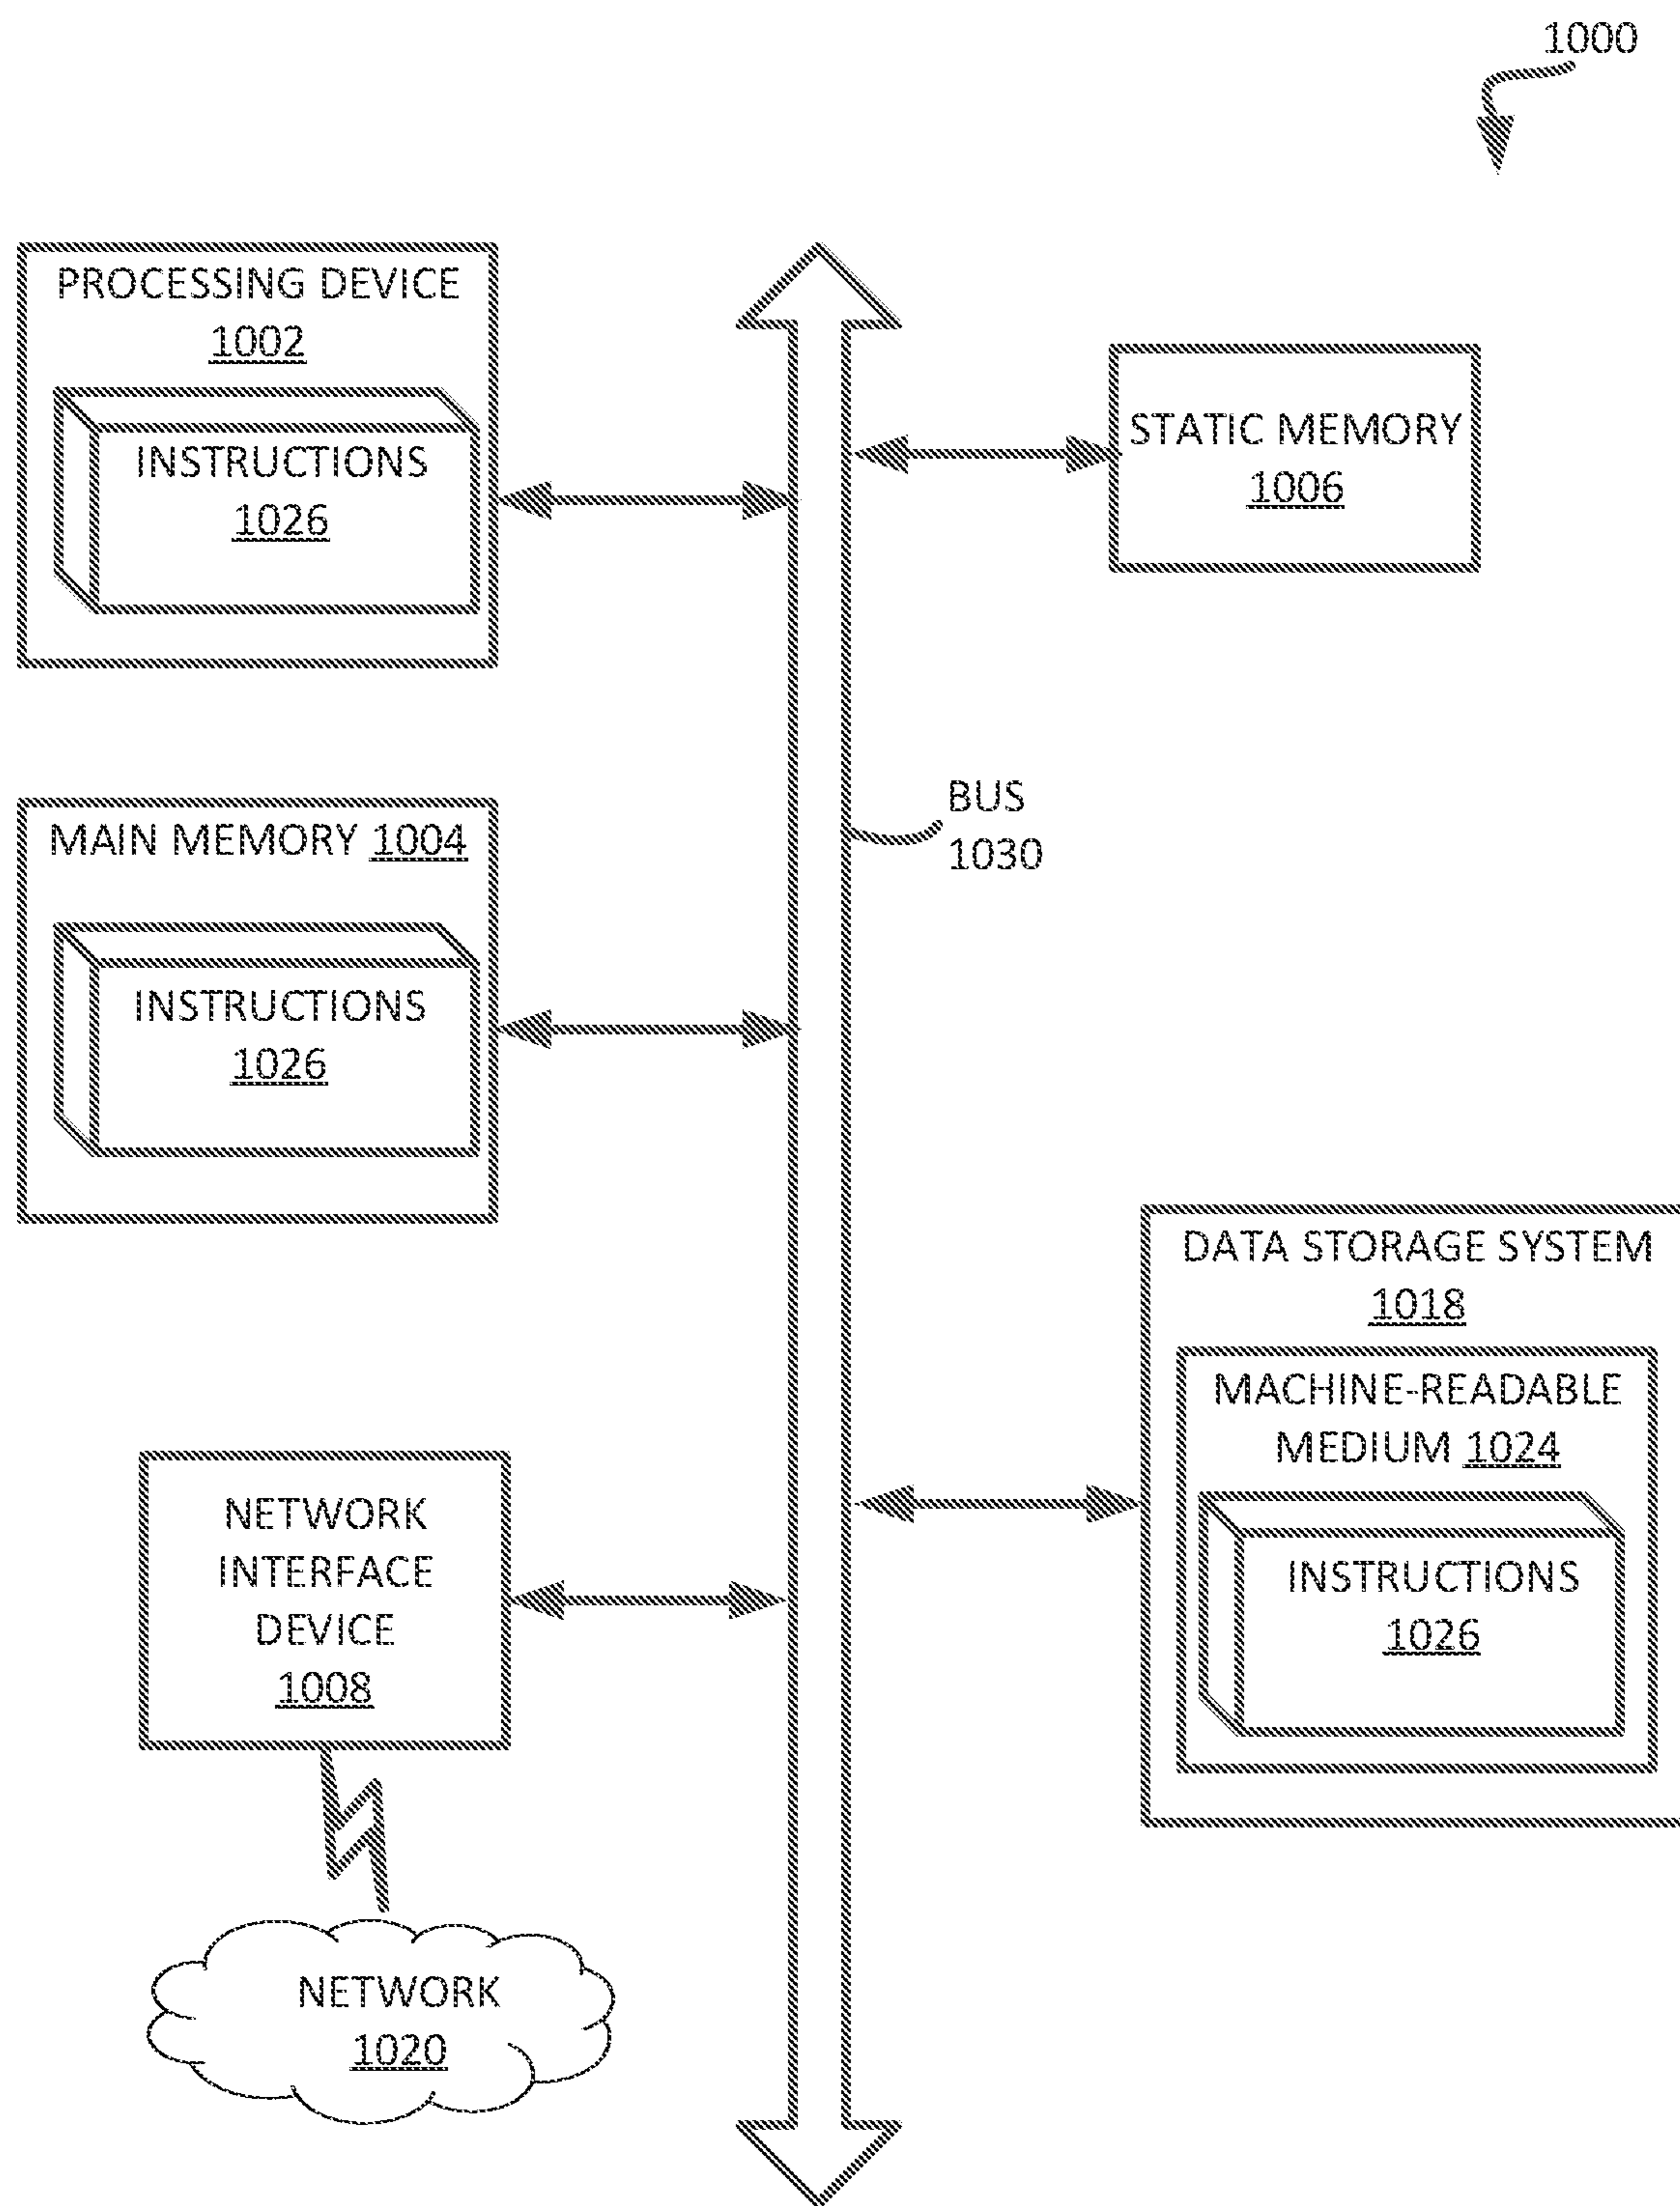 1000
PROCESSING DEVICE
1002
INSTRUCTIONS
1026
STATIC MEMORY
1006
BUS
1030
MAIN MEMORY 1004
INSTRUCTIONS
1026
DATA STORAGE SYSTEM
1018
MACHINE-READABLE
MEDIUM 1024
INSTRUCTIONS
1026
NETWORK
INTERFACE
DEVICE
1008
NETWORK
1020